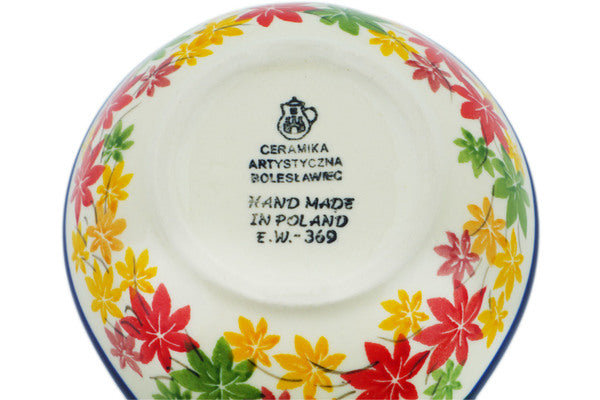 CERAMIKA
ARTYSTYCZNA
BOLESŁAWIEC
HAND MADE
IN POLAND
E.W.-369